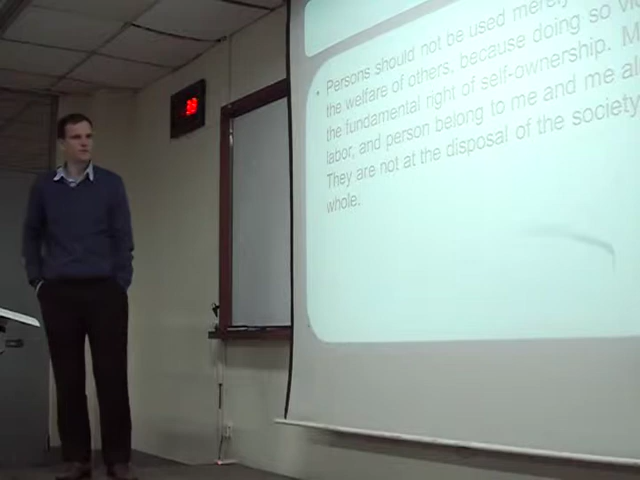 • Persons should not be used merely
the welfare of others, because doing so vio
the fundamental right of self-ownership. M
labor, and person belong to me and me al
They are not at the disposal of the society
whole.